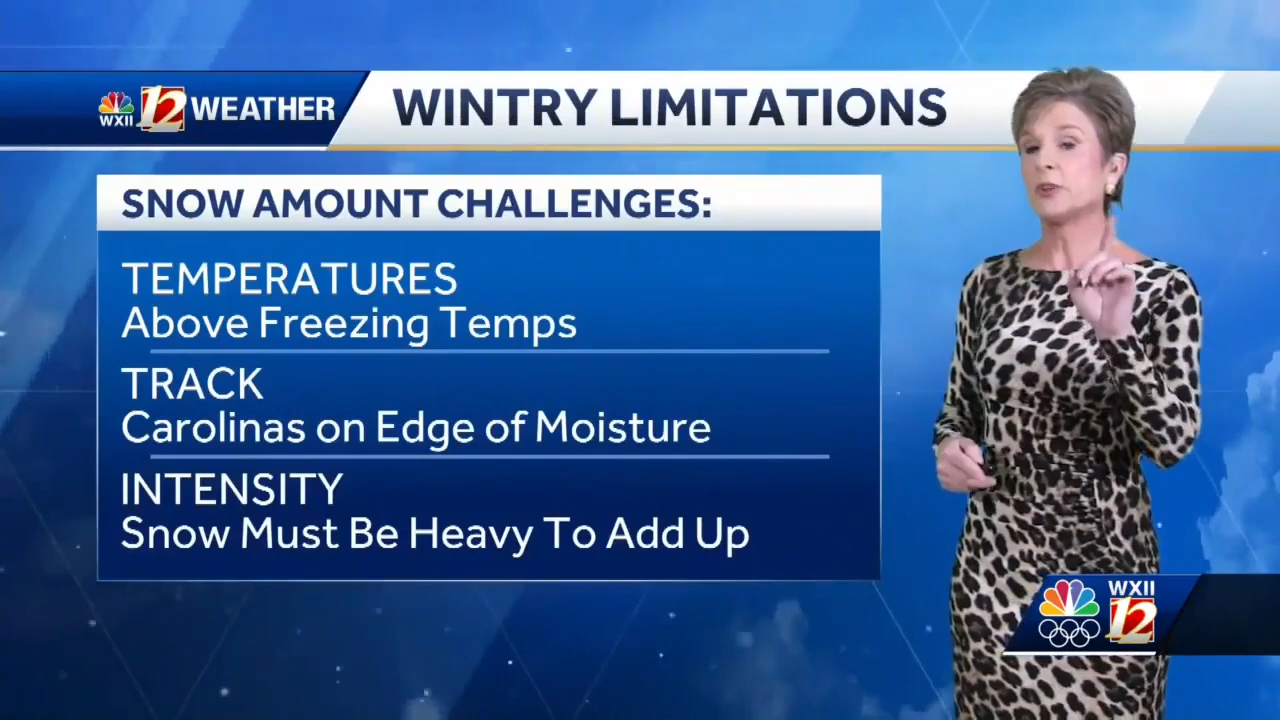 WXII 12 WEATHER
WINTRY LIMITATIONS
SNOW AMOUNT CHALLENGES:
TEMPERATURES
Above Freezing Temps
TRACK
Carolinas on Edge of Moisture
INTENSITY
Snow Must Be Heavy To Add Up
WXII
12